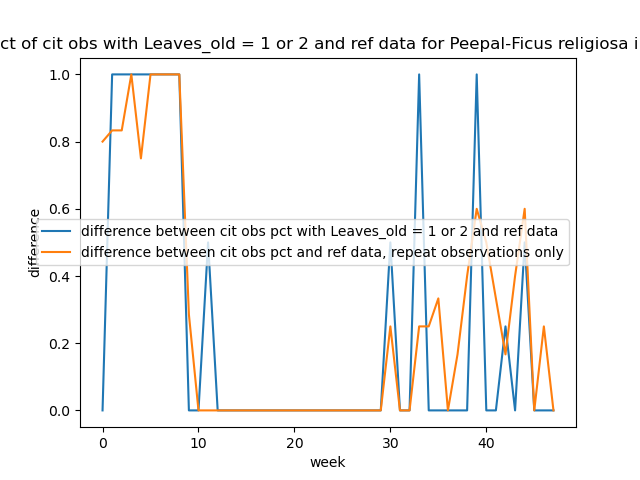 ct of cit obs with Leaves_old = 1 or 2 and ref data for Peepal-Ficus religiosa i
1.0
0.8
0.6
0.4
0.2
0.0
difference
difference between cit obs pct with Leaves_old = 1 or 2 and ref data
difference between cit obs pct and ref data, repeat observations only
0 10 20 30 40
week